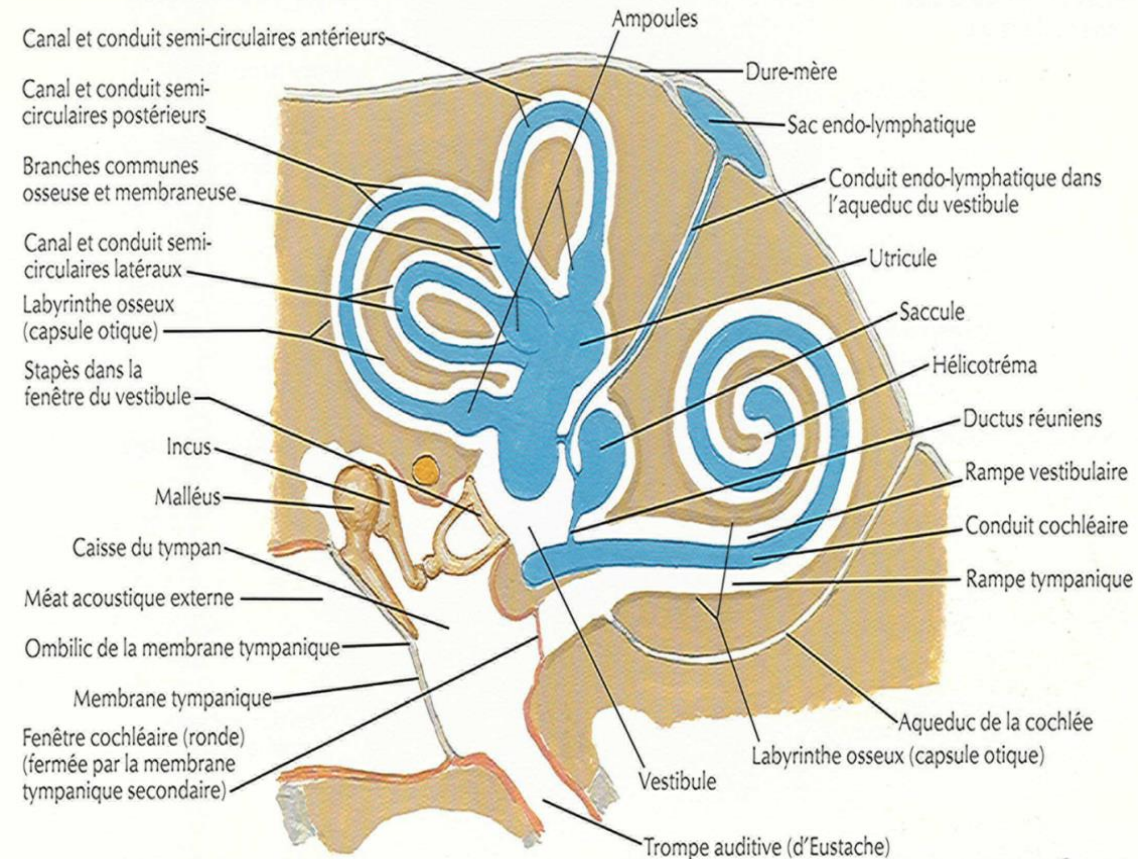 Canal et conduit semi-circulaires antérieurs
Canal et conduit semi-
circulaires postérieurs
Branches communes
osseuse et membraneuse
Canal et conduit semi-
circulaires latéraux
Labyrinthe osseux
(capsule otique)
Stapès dans la
fenêtre du vestibule
Incus
Malléus
Caisse du tympan
Méat acoustique externe
Ombilic de la membrane tympanique
Membrane tympanique
Fenêtre cochléaire (ronde)
(fermée par la membrane
tympanique secondaire)
Ampoules
Dure-mère
Sac endo-lymphatique
Conduit endo-lymphatique dans
l'aqueduc du vestibule
Utricule
Saccule
Hélicotréma
Ductus réuniens
Rampe vestibulaire
Conduit cochléaire
Rampe tympanique
Aqueduc de la cochlée
Labyrinthe osseux (capsule otique)
Vestibule
Trompe auditive (d'Eustache)